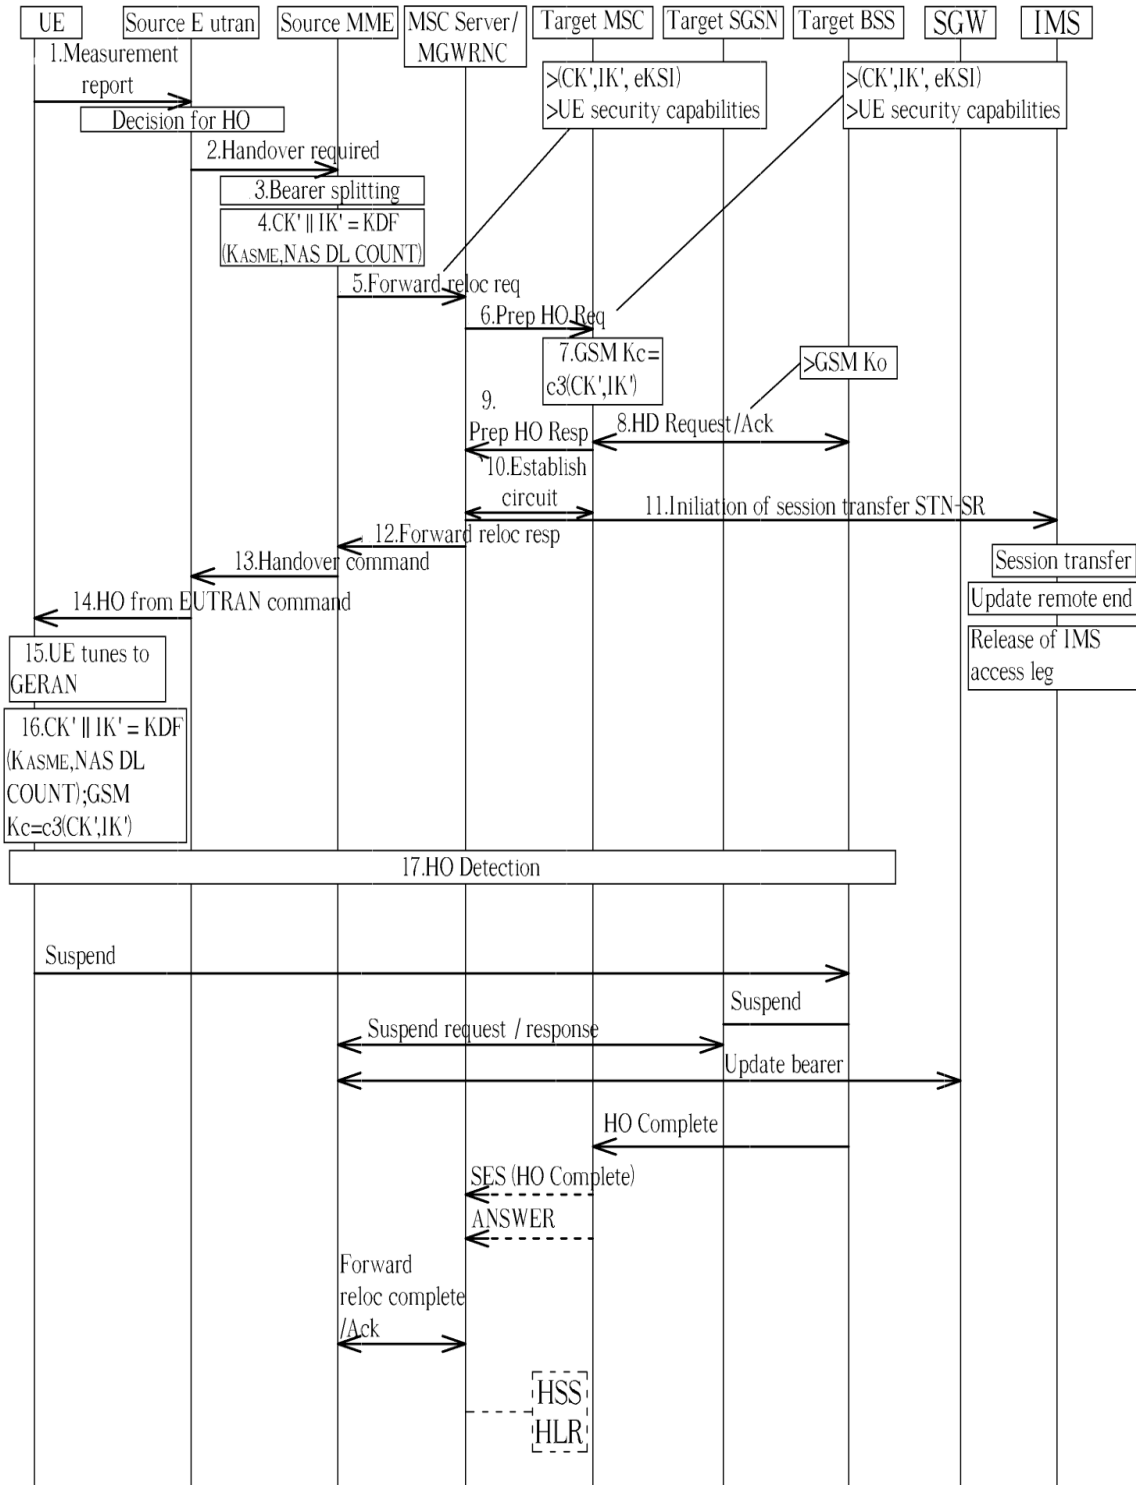 UE
Source E utran
Source MME
MSC Server/
MGWRNC
Target MSC
Target SGSN
Target BSS
SGW
IMS
1.Measurement
report
Decision for HO
>(CK',IK', eKSI)
>UE security capabilities
>(CK',IK', eKSI)
>UE security capabilities
2.Handover required
3.Bearer splitting
4.CK' || IK' = KDF
(KASME,NAS DL COUNT)
5.Forward reloc req
6.Prep HO Req
7.GSM Kc=
c3(CK',IK')
>GSM Ko
8.HD Request/Ack
9.
Prep HO Resp
10.Establish
circuit
11.Iniliation of session transfer STN-SR
12.Forward reloc resp
13.Handover command
Session transfer
Update remote end
Release of IMS
access leg
14.HO from EUTRAN command
15.UE tunes to
GERAN
16.CK' || IK' = KDF
(KASME,NAS DL
COUNT);GSM
Kc=c3(CK',IK')
17.HO Detection
Suspend
Suspend
Suspend request / response
Update bearer
HO Complete
SES (HO Complete)
ANSWER
Forward
reloc complete
/Ack
HSS
HLR